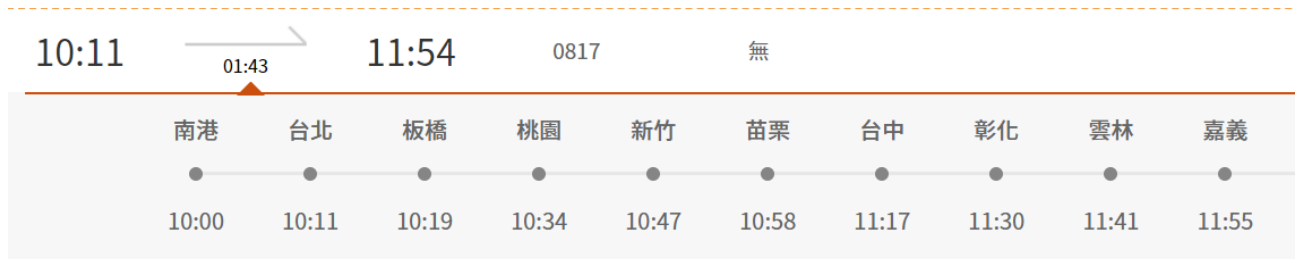 10:11 01:43 11:54 0817 無
南港 台北 板橋 桃園 新竹 苗栗 台中 彰化 雲林 嘉義
10:00 10:11 10:19 10:34 10:47 10:58 11:17 11:30 11:41 11:55